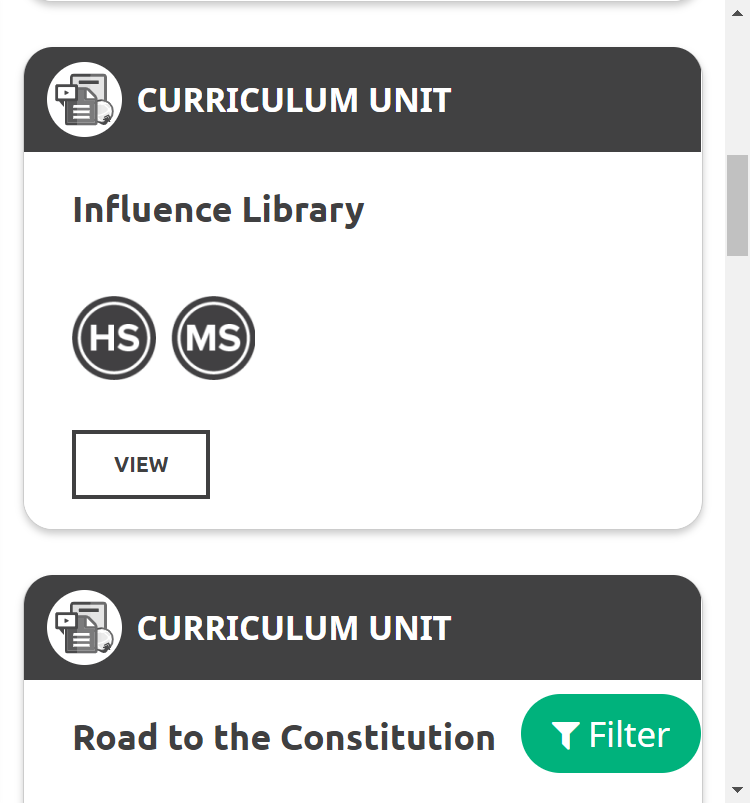 CURRICULUM UNIT
Influence Library
HS MS
VIEW
CURRICULUM UNIT
Road to the Constitution
Filter